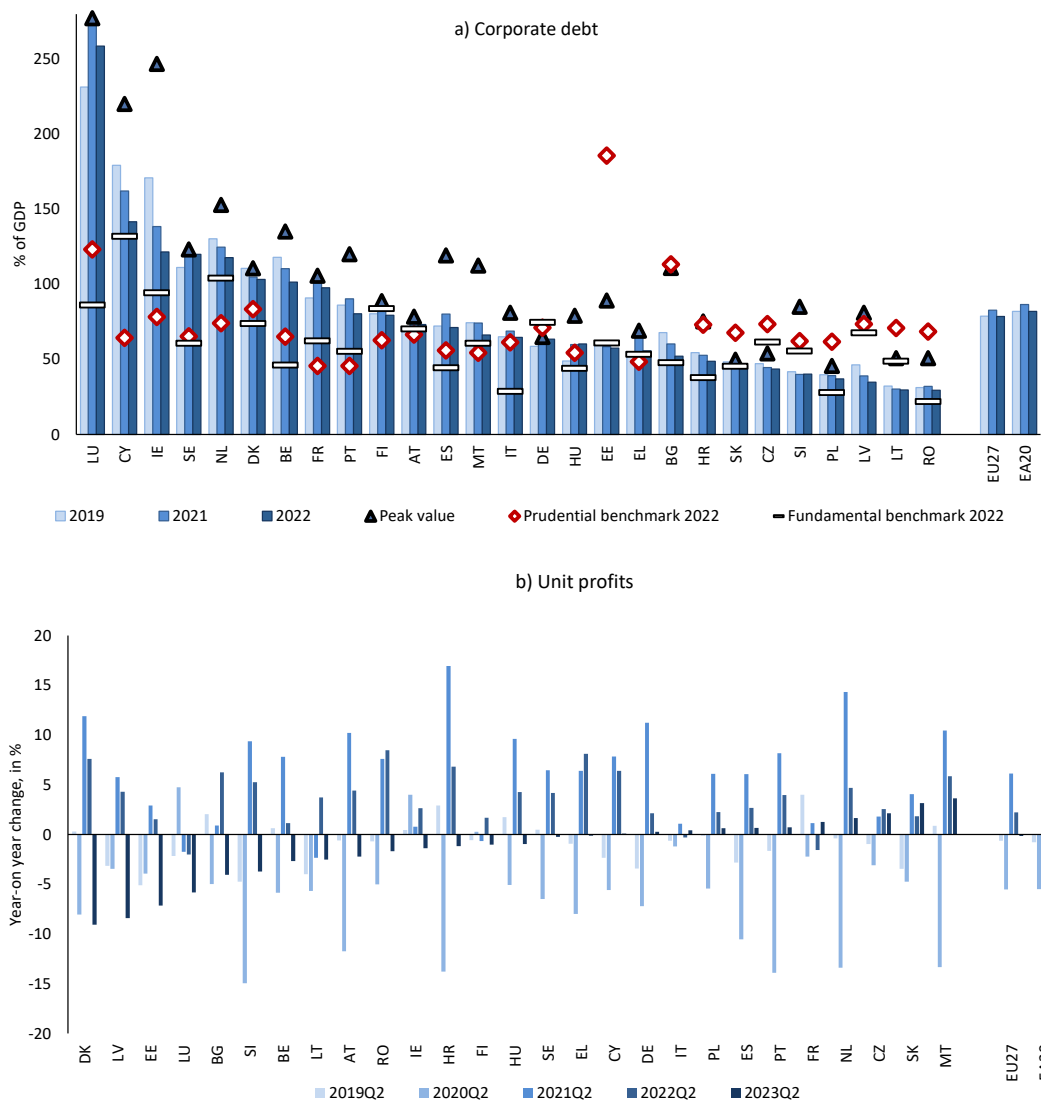 a) Corporate debt
% of GDP
250
200
150
100
50
0
LU CY IE SE NL DK BE FR PT FI AT ES MT IT DE HU EE EL BG HR SK CZ SI PL LV LT RO EU27 EA20
2019 2021 2022 Peak value Prudential benchmark 2022 Fundamental benchmark 2022
b) Unit profits
Year-on year change, in %
20
15
10
5
0
-5
-10
-15
-20
DK LV EE LU BG SI BE LT AT RO IE HR FI HU SE EL CY DE IT PL ES PT FR NL CZ SK MT EU27
2019Q2 2020Q2 2021Q2 2022Q2 2023Q2